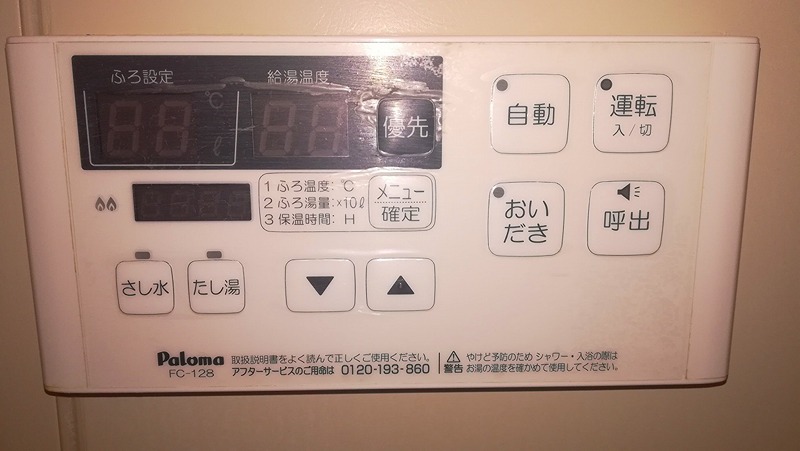 ふろ設定 給湯温度
℃
ℓ
優先
自動
運転
入/切
1 ふろ温度:℃
2 ふろ湯量:×10ℓ
3 保温時間:H
メニュー
確定
おい
だき
呼出
さし水
たし湯
▼
▲
Paloma
FC-128
取扱説明書をよく読んで正しくご使用ください。
アフターサービスのご用命は 0120-193-860
⚠ 警告
やけど予防のため シャワー・入浴の際は
お湯の温度を確かめて使用してください。